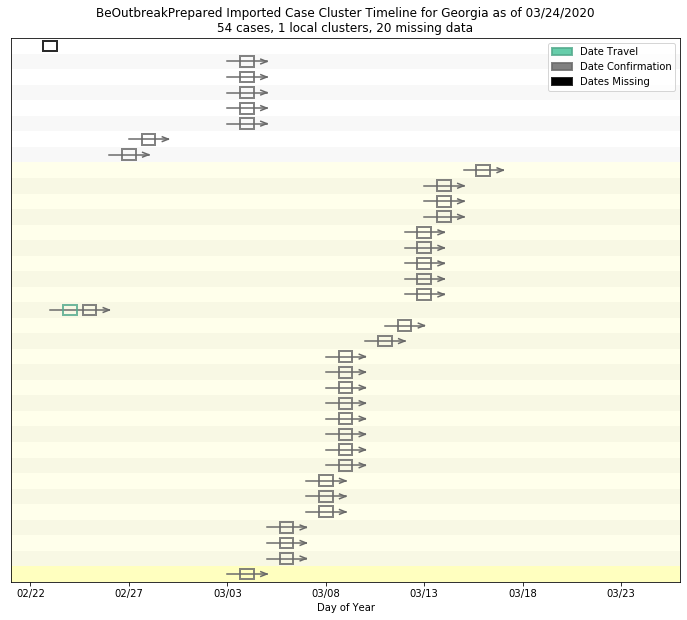 BeOutbreakPrepared Imported Case Cluster Timeline for Georgia as of 03/24/2020
54 cases, 1 local clusters, 20 missing data
Date Travel
Date Confirmation
Dates Missing
02/22 02/27 03/03 03/08 03/13 03/18 03/23
Day of Year